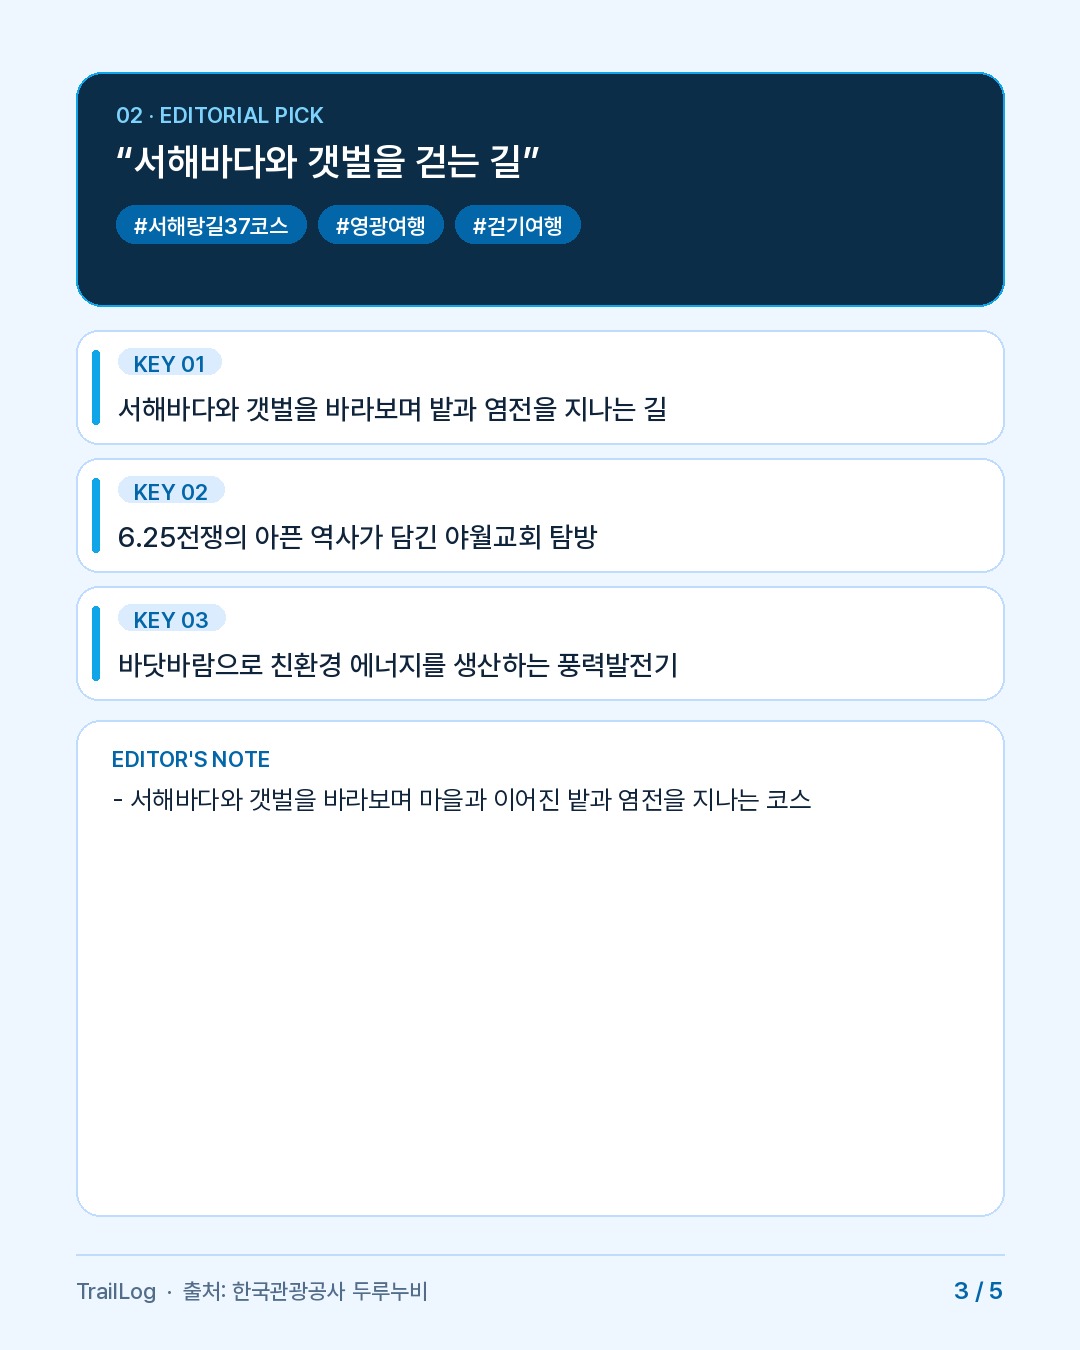 02 · EDITORIAL PICK
“서해바다와 갯벌을 걷는 길”
#서해랑길37코스 #영광여행 #걷기여행
KEY 01
서해바다와 갯벌을 바라보며 밭과 염전을 지나는 길
KEY 02
6.25전쟁의 아픈 역사가 담긴 야월교회 탐방
KEY 03
바닷바람으로 친환경 에너지를 생산하는 풍력발전기
EDITOR'S NOTE
- 서해바다와 갯벌을 바라보며 마을과 이어진 밭과 염전을 지나는 코스
TrailLog · 출처: 한국관광공사 두루누비
3 / 5